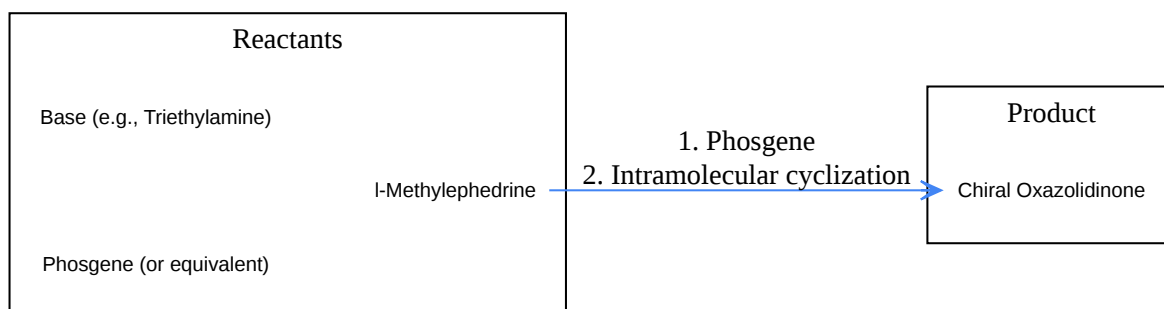 Reactants
Base (e.g., Triethylamine)
l-Methylephedrine
Phosgene (or equivalent)
1. Phosgene
2. Intramolecular cyclization
Product
Chiral Oxazolidinone